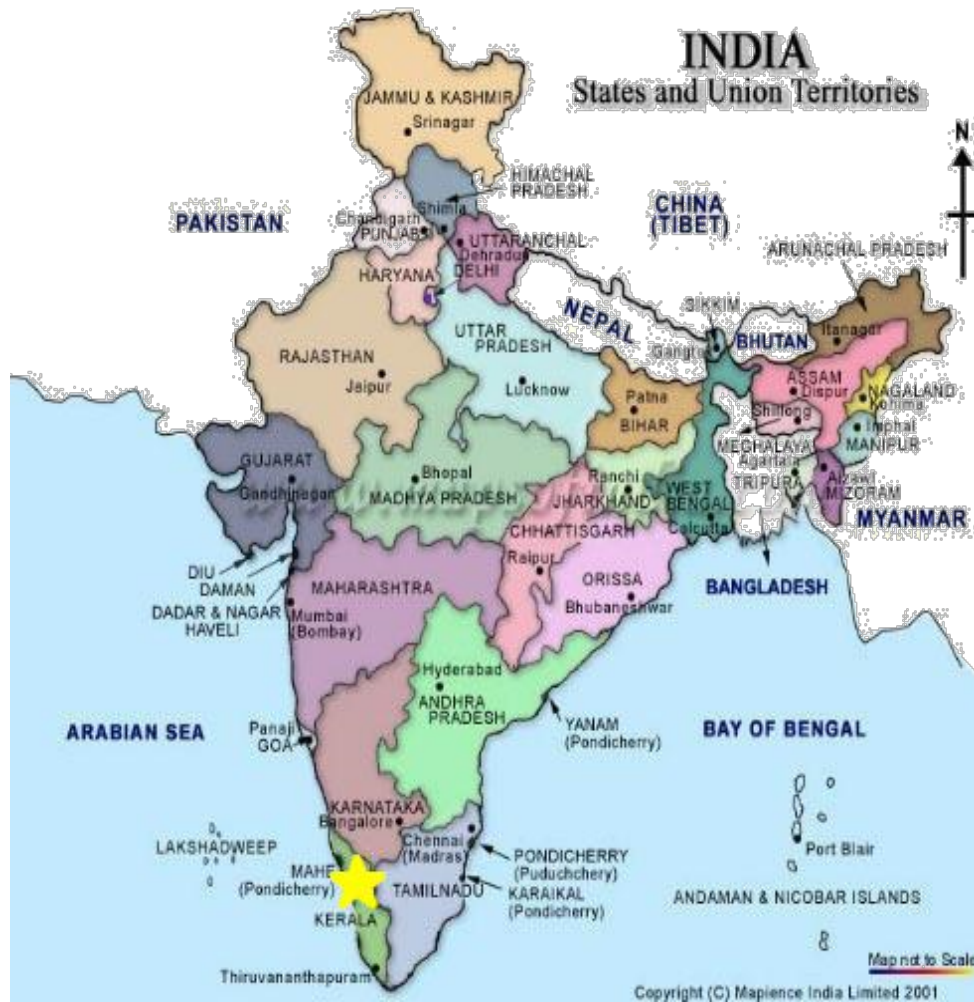 INDIA
States and Union Territories
N
JAMMU & KASHMIR
Srinagar
HIMACHAL
PRADESH
PAKISTAN
CHINA
(TIBET)
Shimla
Chandigarh
PUNJAB
UTTARANCHAL
Dehradun
ARUNACHAL PRADESH
HARYANA
DELHI
SIKKIM
NEPAL
BHUTAN
Itanagar
UTTAR
PRADESH
Gangtok
RAJASTHAN
Jaipur
Lucknow
ASSAM
Dispur
NAGALAND
Kohima
Patna
BIHAR
Shillong
Imphal
MANIPUR
MECHALAYA
Agartala
TRIPURA
Aizawl
MIZORAM
GUJARAT
Gandhinagar
Bhopal
MADHYA PRADESH
Ranchi
JHARKHAND
WEST
BENGAL
Calcutta
MYANMAR
CHHATTISGARH
Raipur
DIU
DAMAN
DADAR & NAGAR
HAVELI
MAHARASHTRA
ORISSA
Bhubaneshwar
BANGLADESH
Mumbai
(Bombay)
Hyderabad
ANDHRA
PRADESH
ARABIAN SEA
Panaji
GOA
YANAM
(Pondicherry)
BAY OF BENGAL
KARNATAKA
Bangalore
LAKSHADWEEP
Chennai
(Madras)
PONDICHERRY
(Puduchchery)
Port Blair
MAHE
(Pondicherry)
TAMILNADU
KARAIKAL
(Pondicherry)
ANDAMAN & NICOBAR ISLANDS
KERALA
Thiruvananthapuram
Map not to Scale
Copyright (C) Mapience India Limited 2001